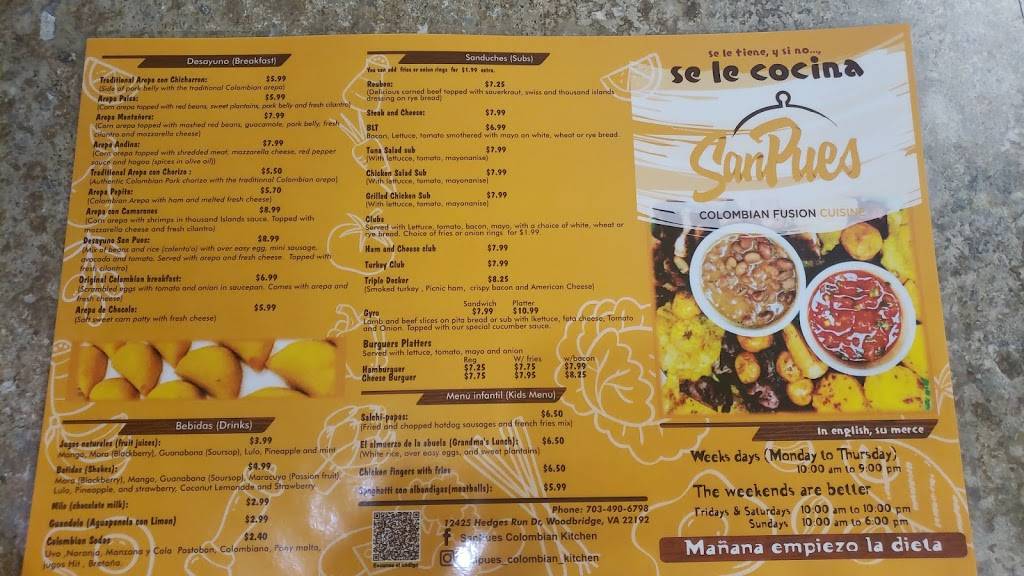 Desayuno (Breakfast)
Traditional Arepa con Chicharron: $5.99
(Side of pork belly with the traditional Colombian arepa)
Arepa Paisa: $5.99
(Corn arepa topped with red beans, sweet plantains, pork belly and fresh cilantro)
Arepa Montañera: $7.99
(Corn arepa topped with mashed red beans, guacamole, pork belly, fresh
cilantro and mozzarella cheese)
Arepa Andina: $7.99
(Corn arepa topped with shredded meat, mozzarella cheese, red pepper
sauce and hogoa (spices in olive oil))
Traditional Arepa con Chorizo : $5.50
(Authentic Colombian Pork chorizo with the traditional Colombian arepa)
Arepa Pepito: $5.70
(Colombian Arepa with ham and melted fresh cheese)
Arepa con Camarones $8.99
(Corn arepa with shrimps in thousand Islands sauce. Topped with
mozzarella cheese and fresh cilantro)
Desayuno San Pues: $8.99
(Mix of beans and rice (calenta'o) with over easy egg, mini sausage,
avocado and tomato. Served with arepa and fresh cheese. Topped with
fresh cilantro)
Original Colombian breakfast: $6.99
(Scrambled eggs with tomato and onion in saucepan. Comes with arepa and
fresh cheese)
Arepa de Chocolo: $5.99
(Soft sweet corn patty with fresh cheese)
Bebidas (Drinks)
Jugos naturales (fruit juices): $3.99
Mango, Mora (Blackberry), Guanabana (Soursop), Lulo, Pineapple and mint
Batidos (Shakes): $4.99
Mora (Blackberry), Mango, Guanabana (Soursop), Maracuya (Passion fruit),
Lulo, Pineapple, and strawberry, Coconut Lemonade and Strawberry
Milo (chocolate milk): $2.99
Guandolo (Aguapanela con Limon) $2.99
Colombian Sodas $2.40
Uva ,Naranja, Manzana y Cola Postobon, Colombiana, Pony malta,
Jugos Hit , Bretaña.
Sanduches (Subs)
You can add fries or onion rings for $1.99 extra.
Reuben: $7.25
(Delicious corned beef topped with sauerkraut, swiss and thousand islands
dressing on rye bread)
Steak and Cheese: $7.99
BLT $6.99
Bacon, Lettuce, tomato smothered with mayo on white, wheat or rye bread.
Tuna Salad sub $7.99
(With lettucce, tomato, mayonanise)
Chicken Salad Sub $7.99
(With lettucce, tomato, mayonanise)
Grilled Chicken Sub $7.99
(With lettucce, tomato, mayonanise)
Clubs
Served with Lettuce, tomato, bacon, mayo, with a choice of white, wheat or
rye bread. Choice of fries or anion rings for $1.99.
Ham and Cheese club $7.99
Turkey Club $7.99
Triple Decker $8.25
(Smoked turkey , Picnic ham, crispy bacon and American Cheese)
Sandwich Platter
Gyro $7.99 $10.99
Lamb and beef slices on pita bread or sub with lkettuce, feta cheese, Tomato
and Onion. Topped with our special cucumber sauce.
Burguers Platters
Served with lettuce, tomato, mayo and anion
Reg W/ fries w/bacon
Hamburguer $7.25 $7.75 $7.99
Cheese Burguer $7.75 $7.95 $8.25
Menú infantil (Kids Menu)
Salchi-papas: $6.50
(Fried and chopped hotdog sausages and french fries mix)
El almuerzo de la abuela (Grandma's Lunch): $6.50
(White rice, over easy eggs, and sweet plantains)
Chicken fingers with fries $6.50
Spaghetti con albondigas(meatballs): $5.99
Phone: 703-490-6798
12425 Hedges Run Dr, Woodbridge, VA 22192
f SanPues Colombian Kitchen
Sanpues_colombian_kitchen
Escanea el código
se le tiene, y si no...,
se le cocina
SanPues
COLOMBIAN FUSION CUISINE
In english, su merce
Weeks days (Monday to Thursday)
10:00 am to 9:00 pm
The weekends are better
Fridays & Saturdays 10:00 am to 10:00 pm
Sundays 10:00 am to 6:00 pm
Mañana empiezo la dieta